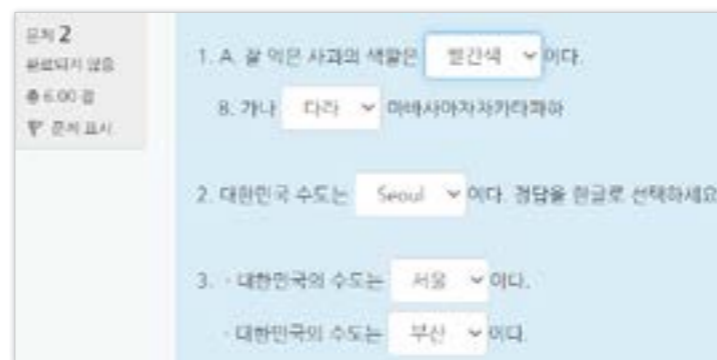 문제 2
완료되지 않음
총 6.00 점
문제 표시
1. A. 잘 익은 사과의 색깔은 빨간색 이다.
B. 가나 다라 마바사아자차카타파하
2. 대한민국 수도는 Seoul 이다. 정답을 한글로 선택하세요
3. · 대한민국의 수도는 서울 이다.
· 대한민국의 수도는 부산 이다.